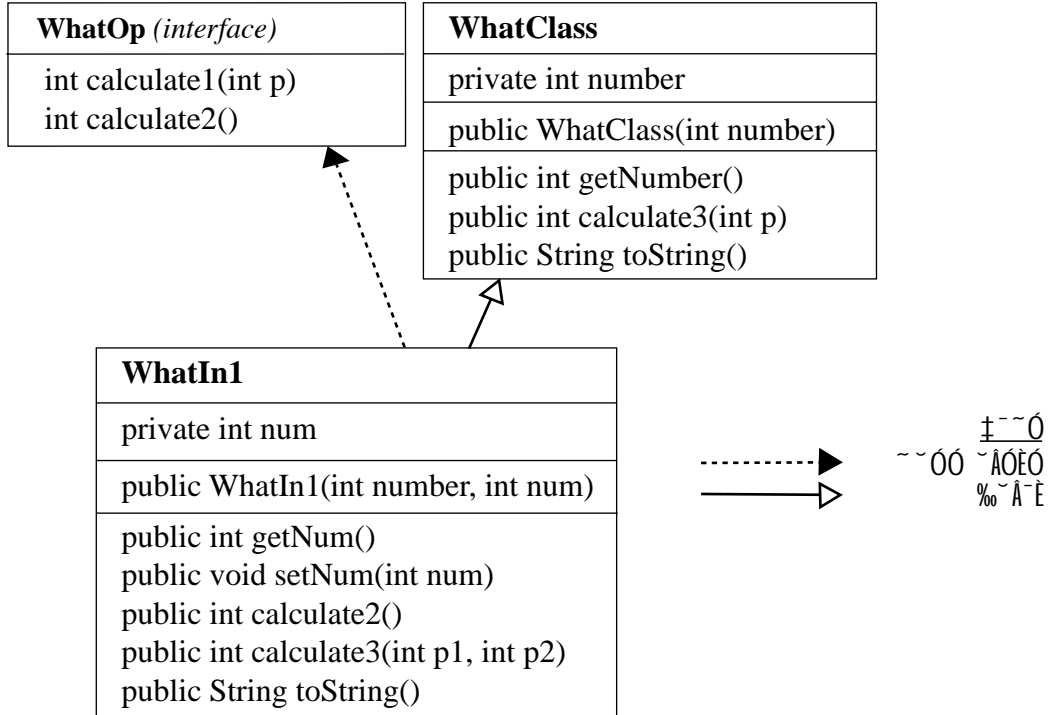 WhatOp (interface)
int calculate1(int p)
int calculate2()
WhatClass
private int number
public WhatClass(int number)
public int getNumber()
public int calculate3(int p)
public String toString()
WhatIn1
private int num
public WhatIn1(int number, int num)
public int getNum()
public void setNum(int num)
public int calculate2()
public int calculate3(int p1, int p2)
public String toString()